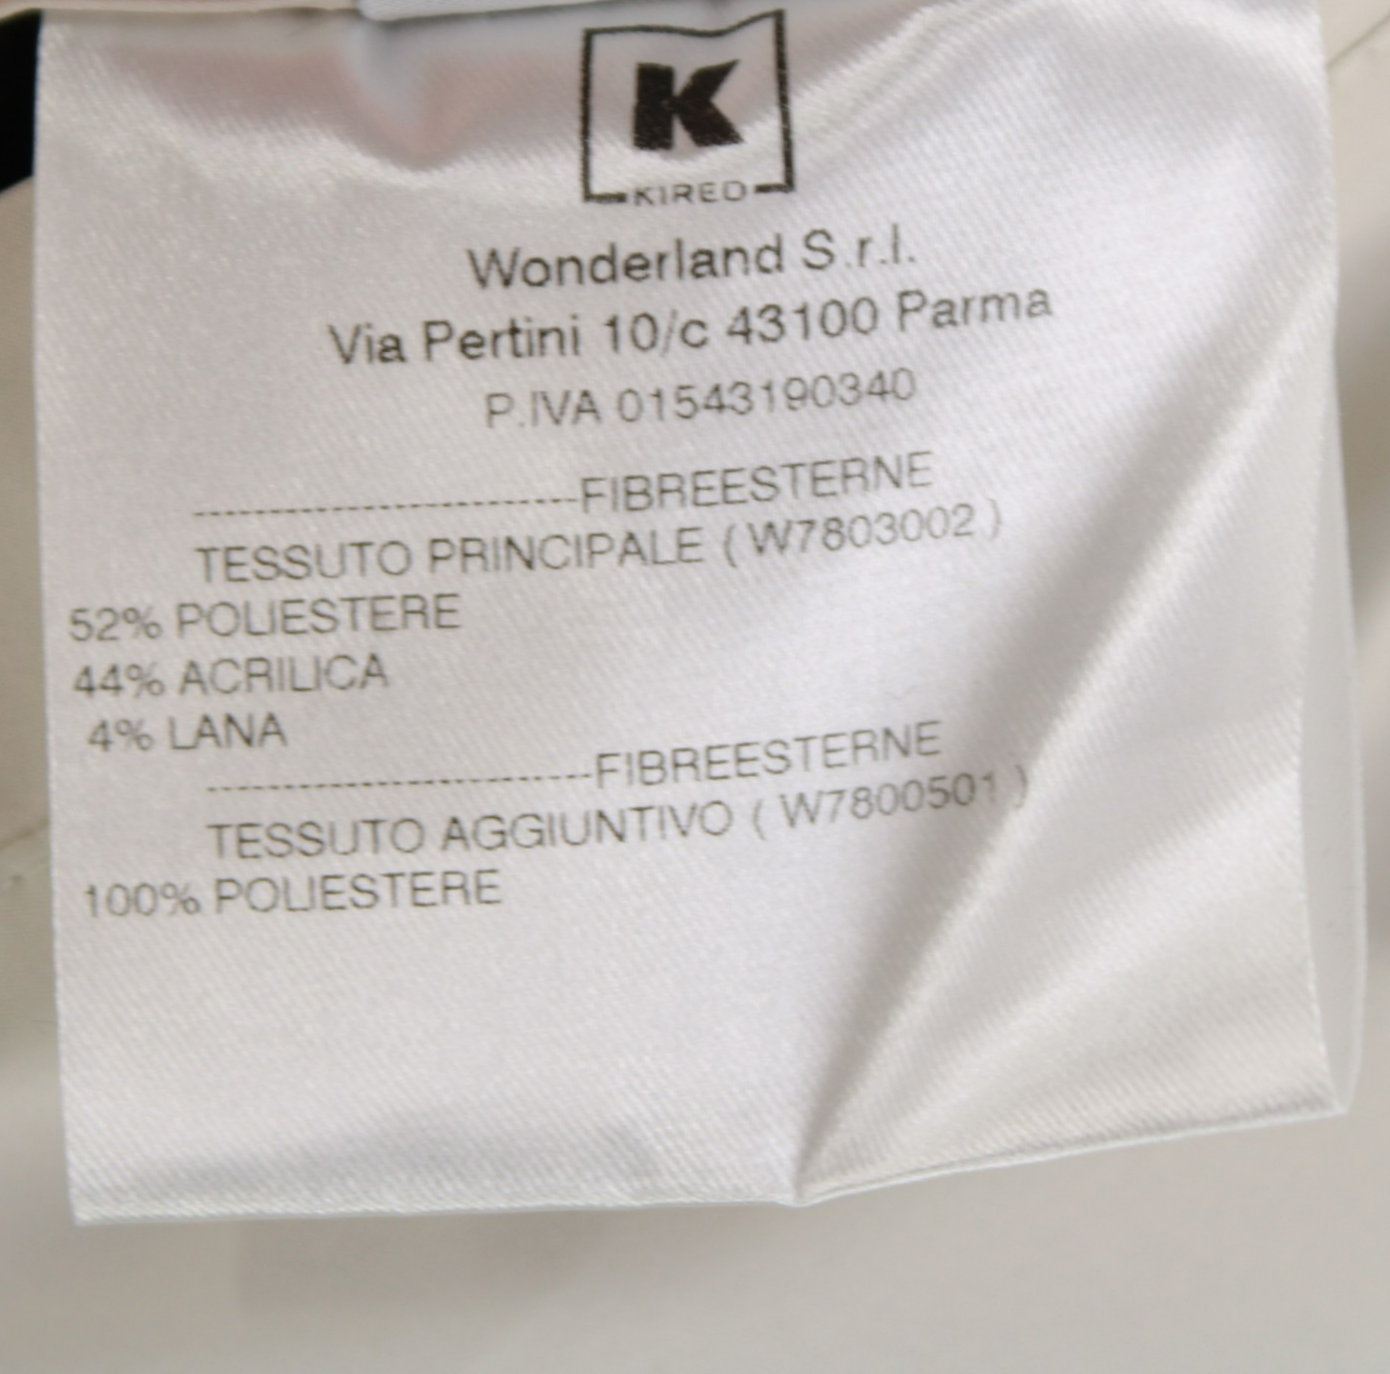 K
KIRED
Wonderland S.r.l.
Via Pertini 10/c 43100 Parma
P.IVA 01543190340
--------------------------FIBREESTERNE
TESSUTO PRINCIPALE ( W7803002 )
52% POLIESTERE
44% ACRILICA
4% LANA
--------------------------FIBREESTERNE
TESSUTO AGGIUNTIVO ( W7800501 )
100% POLIESTERE